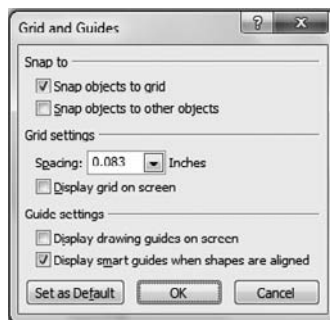 Grid and Guides
Snap to
Snap objects to grid
Snap objects to other objects
Grid settings
Spacing: 0.083 Inches
Display grid on screen
Guide settings
Display drawing guides on screen
Display smart guides when shapes are aligned
Set as Default OK Cancel